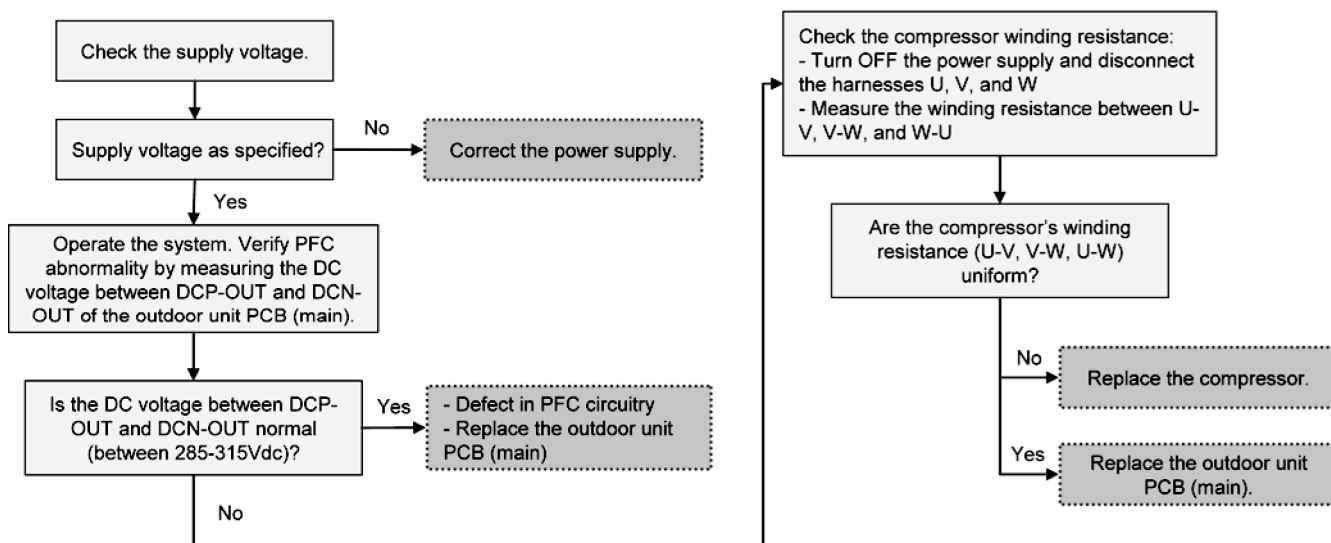 Check the supply voltage.
Supply voltage as specified?
No
Correct the power supply.
Yes
Operate the system. Verify PFC
abnormality by measuring the DC
voltage between DCP-OUT and DCN-
OUT of the outdoor unit PCB (main).
Is the DC voltage between DCP-
OUT and DCN-OUT normal
(between 285-315Vdc)?
Yes
- Defect in PFC circuitry
- Replace the outdoor unit
PCB (main)
No
Check the compressor winding resistance:
- Turn OFF the power supply and disconnect
the harnesses U, V, and W
- Measure the winding resistance between U-
V, V-W, and W-U
Are the compressor's winding
resistance (U-V, V-W, U-W)
uniform?
No
Replace the compressor.
Yes
Replace the outdoor unit
PCB (main).